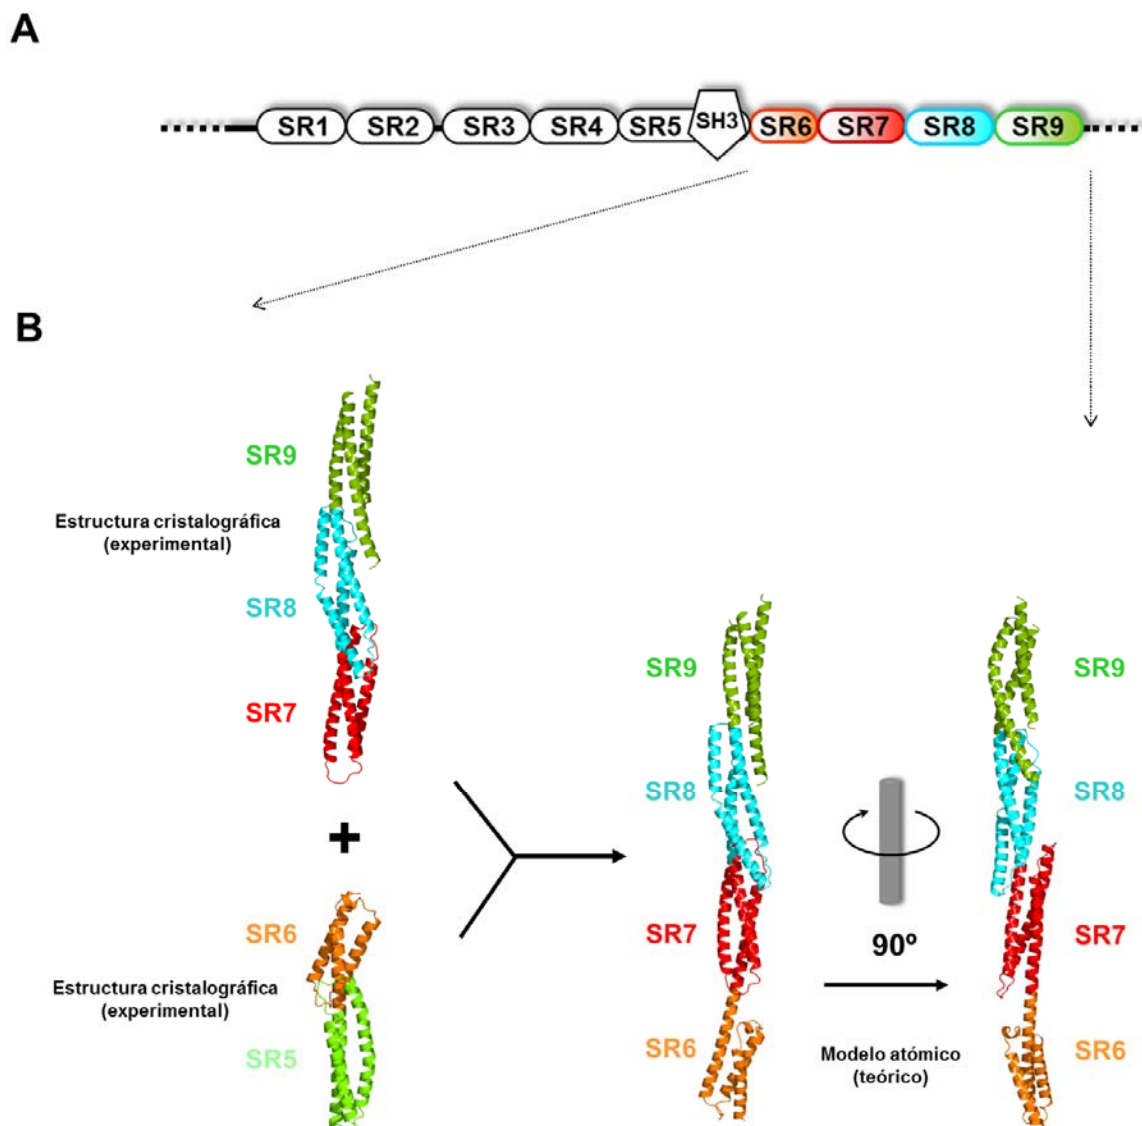 A
SR1 SR2 SR3 SR4 SR5 SH3 SR6 SR7 SR8 SR9
B
SR9
Estructura cristalográfica
(experimental)
SR8
SR7
+
SR6
Estructura cristalográfica
(experimental)
SR5
SR9
SR8
SR7
SR6
90º
Modelo atómico
(teórico)
SR9
SR8
SR7
SR6